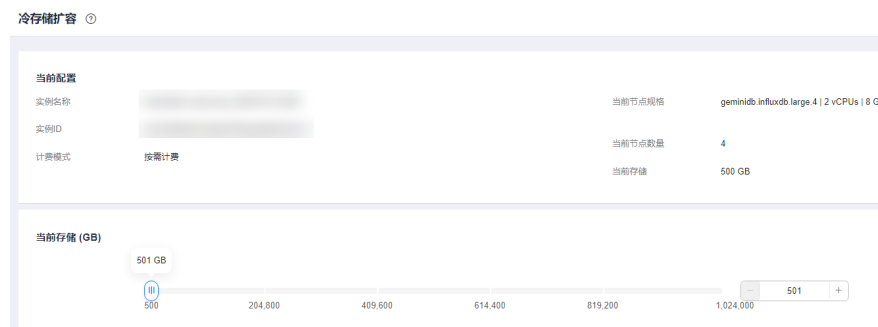 冷存储扩容
当前配置
实例名称
当前节点规格 geminidb.influxdb.large.4 | 2 vCPUs | 8 G
实例ID
当前节点数量 4
计费模式 按需计费
当前存储 500 GB
当前存储 (GB)
501 GB
501
500 204,800 409,600 614,400 819,200 1,024,000